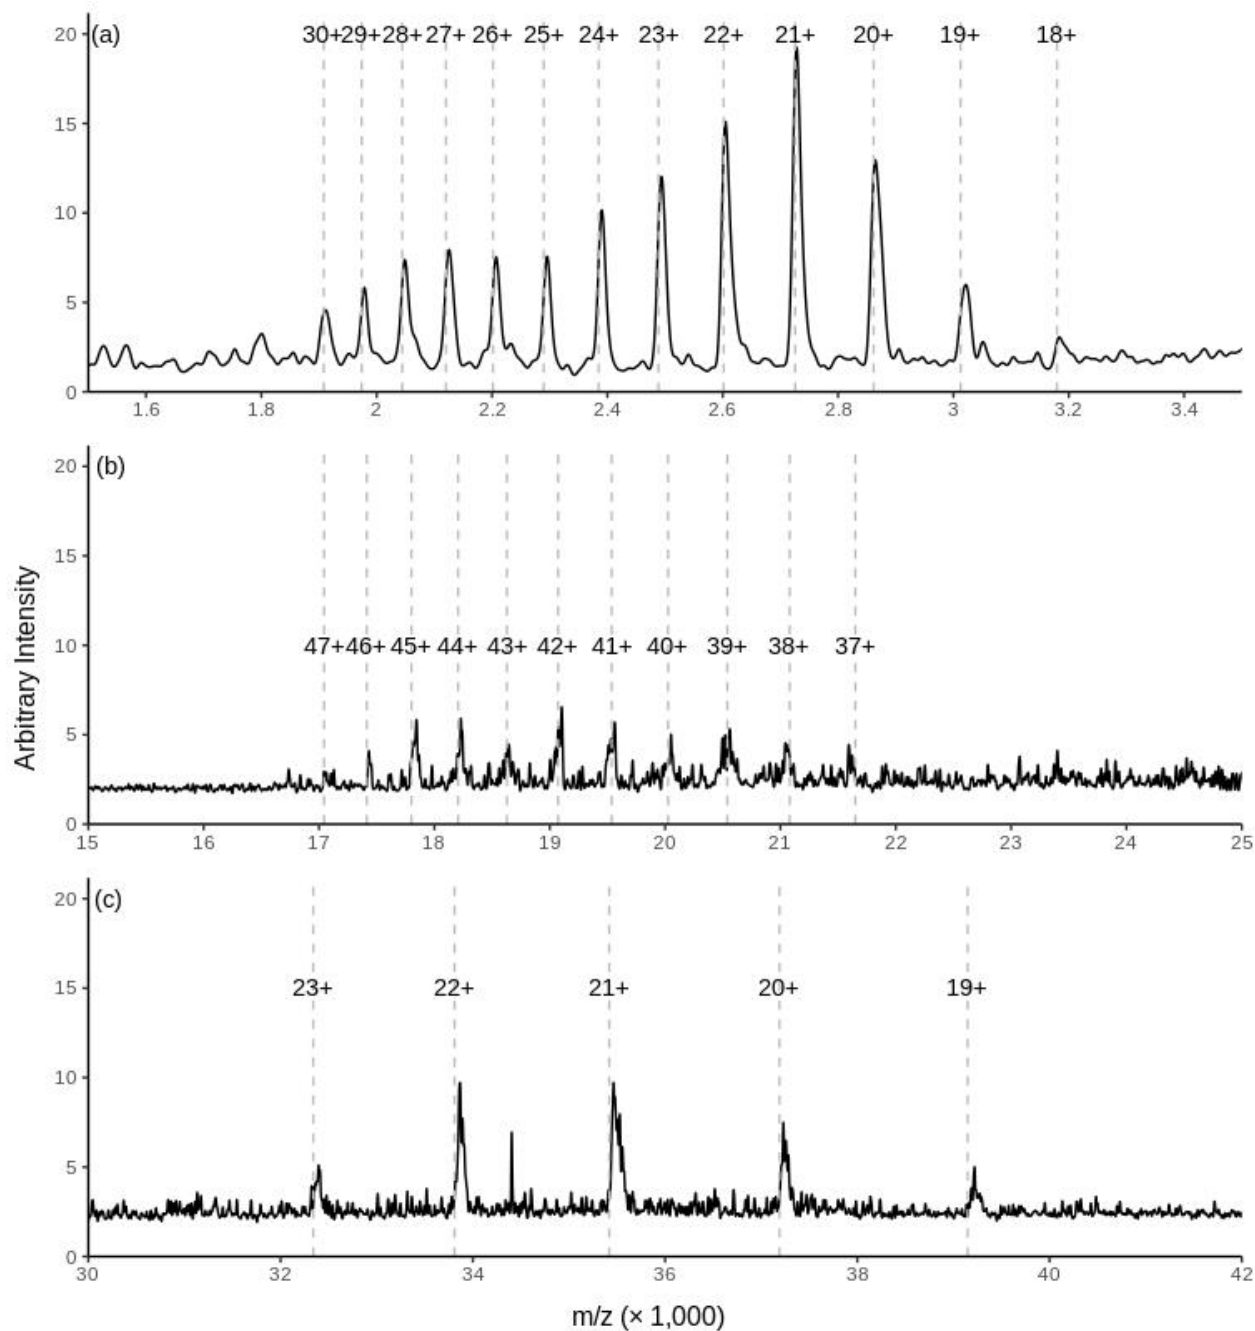 (a)
30+ 29+ 28+ 27+ 26+ 25+ 24+ 23+ 22+ 21+ 20+ 19+ 18+
20
15
10
5
0
1.6 1.8 2 2.2 2.4 2.6 2.8 3 3.2 3.4
(b)
20
15
47+ 46+ 45+ 44+ 43+ 42+ 41+ 40+ 39+ 38+ 37+
10
5
0
15 16 17 18 19 20 21 22 23 24 25
Arbitrary Intensity
(c)
20
23+ 22+ 21+ 20+ 19+
15
10
5
0
30 32 34 36 38 40 42
m/z (× 1,000)